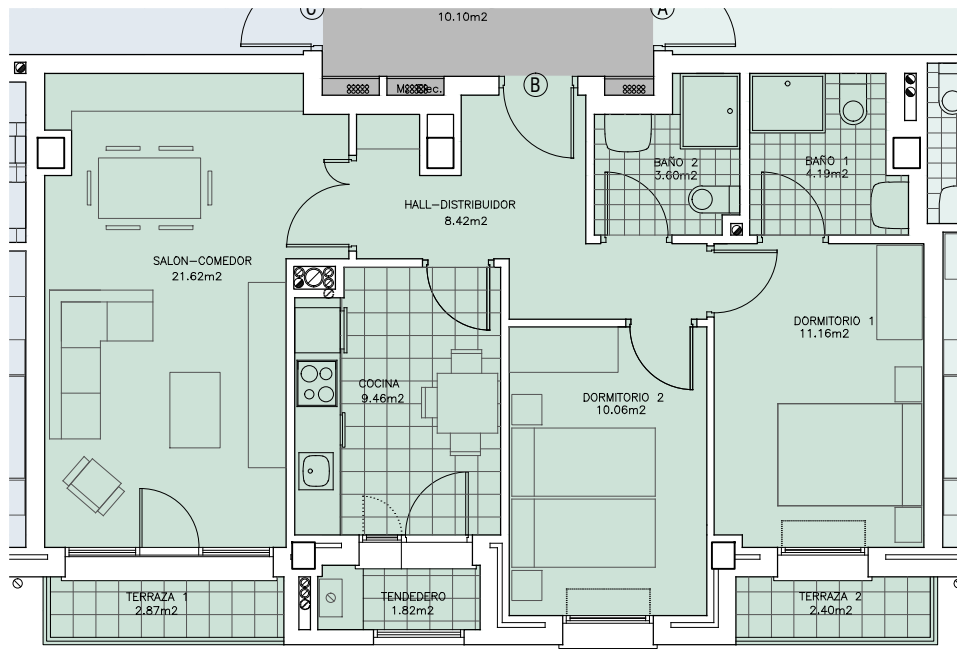 C
10.10m2
A
B
BAÑO 2
3.60m2
BAÑO 1
4.19m2
HALL-DISTRIBUIDOR
8.42m2
SALON-COMEDOR
21.62m2
DORMITORIO 1
11.16m2
COCINA
9.46m2
DORMITORIO 2
10.06m2
TERRAZA 1
2.87m2
TENDEDERO
1.82m2
TERRAZA 2
2.40m2